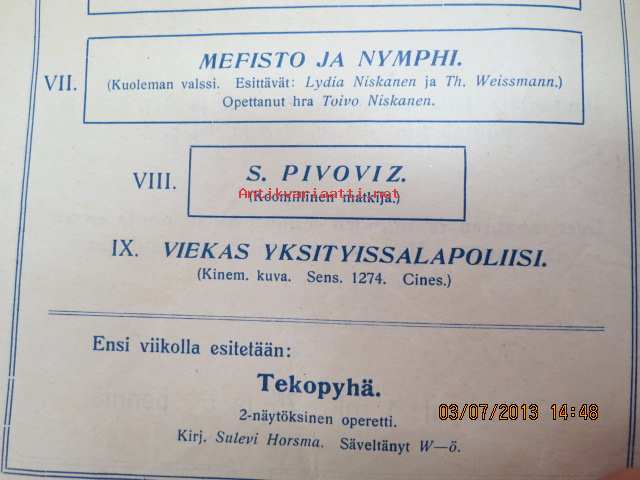 VII.
MEFISTO JA NYMPHI.
(Kuoleman valssi. Esittävät: Lydia Niskanen ja Th. Weissmann.)
Opettanut hra Toivo Niskanen.
VIII.
S. PIVOVIZ.
Antikvariaatti.net
(Koomillinen matkija.)
IX. VIEKAS YKSITYISSALAPOLIISI.
(Kinem. kuva. Sens. 1274. Cines.)
Ensi viikolla esitetään:
Tekopyhä.
2-näytöksinen operetti.
Kirj. Sulevi Horsma. Säveltänyt W—ö.
03/07/2013 14:48